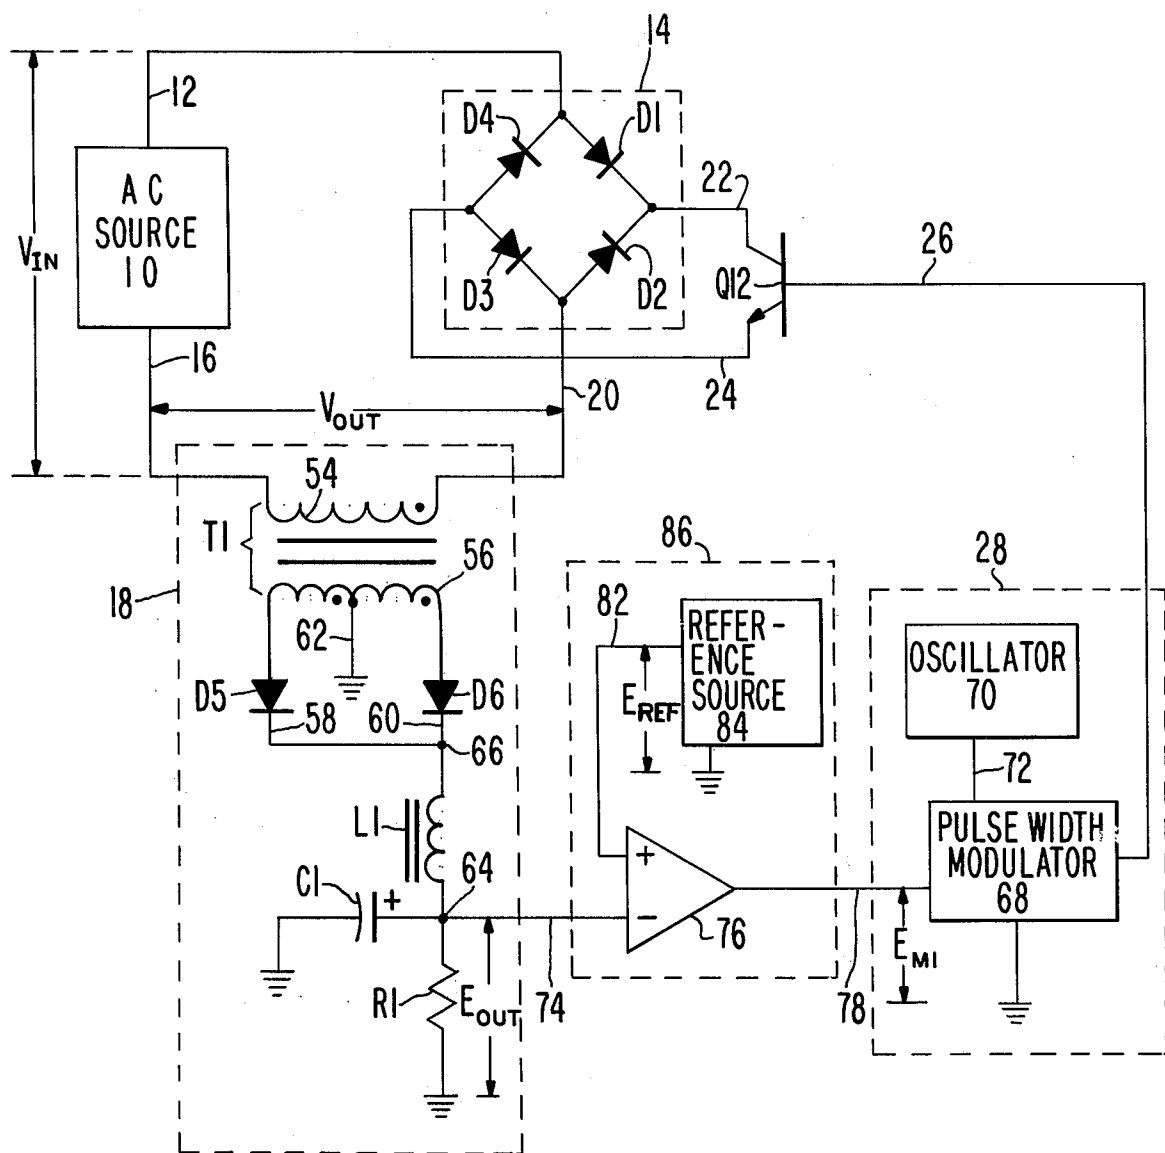 14
12
D4
D1
22
AC
SOURCE
10
V_IN
26
Q12
D3
D2
16
24
20
V_OUT
54
T1
86
56
28
18
82
REFER-
ENCE
SOURCE
84
OSCILLATOR
70
62
E_REF
D5
58
60
D6
66
72
L1
PULSE WIDTH
MODULATOR
68
C1
+
64
+
-
76
E_M1
R1
E_OUT
74
78